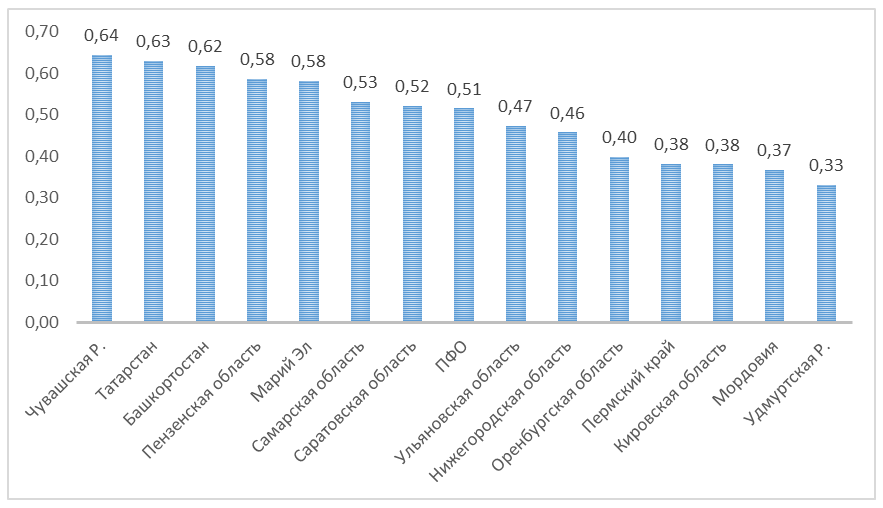 0,70
0,60
0,50
0,40
0,30
0,20
0,10
0,00
0,64
0,63
0,62
0,58
0,58
0,53
0,52
0,51
0,47
0,46
0,40
0,38
0,38
0,37
0,33
Чувашская Р.
Татарстан
Башкортостан
Пензенская область
Марий Эл
Самарская область
Саратовская область
ПФО
Ульяновская область
Нижегородская область
Оренбургская область
Пермский край
Кировская область
Мордовия
Удмуртская Р.